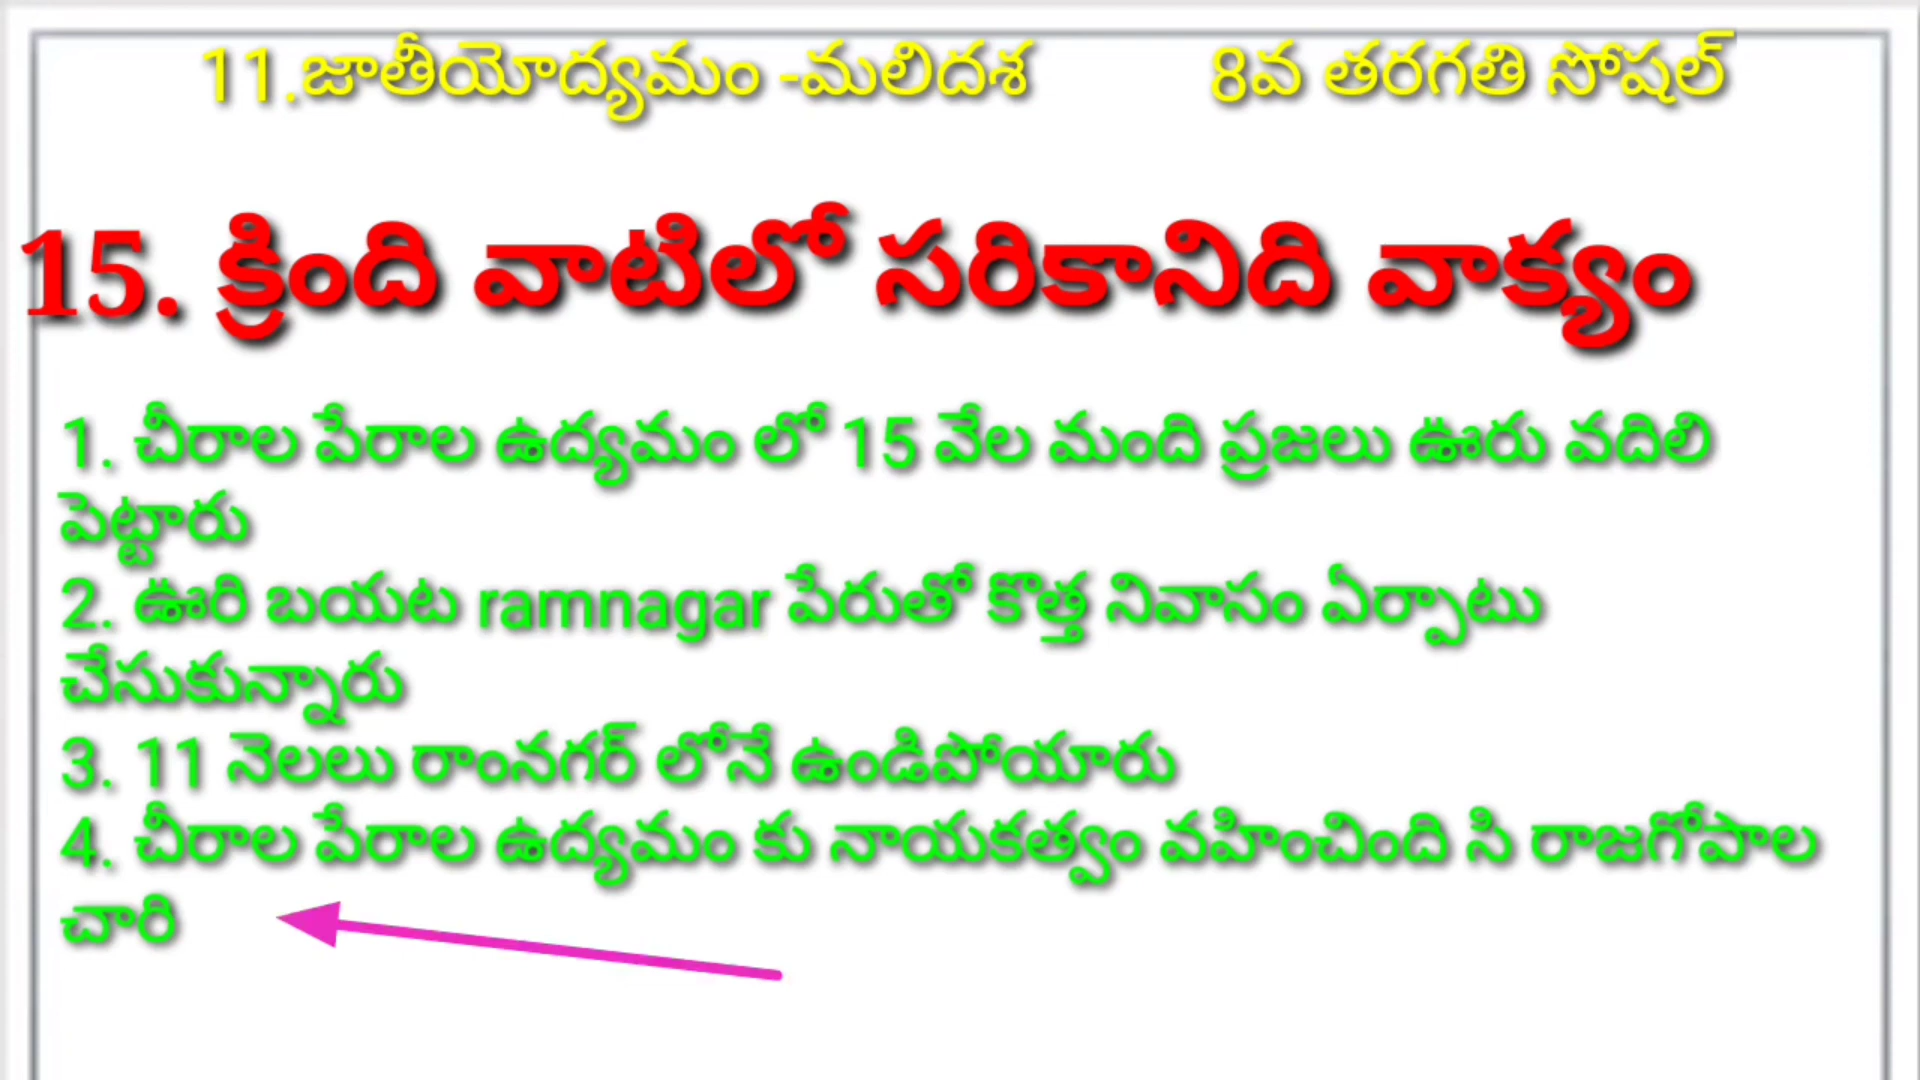 11.జాతీయోద్యమం -మలిదశ 8వ తరగతి సోషల్
15. క్రింది వాటిలో సరికానిది వాక్యం
1. చీరాల పేరాల ఉద్యమం లో 15 వేల మంది ప్రజలు ఊరు వదిలి
పెట్టారు
2. ఊరి బయట ramnagar పేరుతో కొత్త నివాసం ఏర్పాటు
చేసుకున్నారు
3. 11 నెలలు రాంనగర్ లోనే ఉండిపోయారు
4. చీరాల పేరాల ఉద్యమం కు నాయకత్వం వహించింది సి రాజగోపాల
చారి